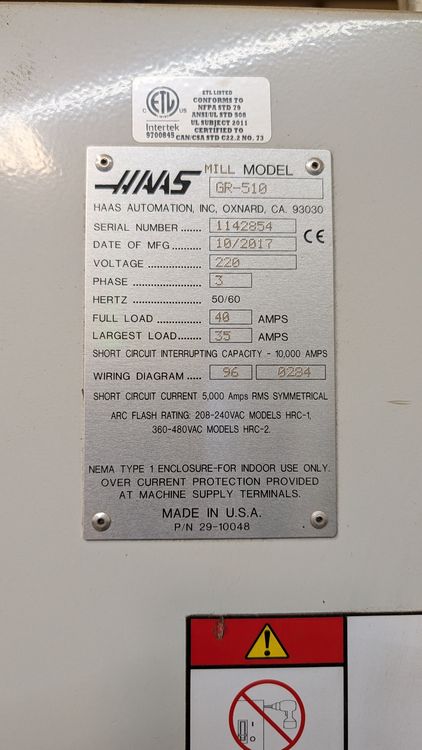 ETL LISTED
CONFORMS TO
NFPA STD 79
ANSI/UL STD 508
UL SUBJECT 2011
CERTIFIED TO
CAN/CSA STD C22.2 NO. 73
C ETL US
Intertek
9700845
HAAS MILL MODEL
GR-510
HAAS AUTOMATION, INC, OXNARD, CA. 93030
SERIAL NUMBER ...... 1142854 CE
DATE OF MFG ........... 10/2017
VOLTAGE ................... 220
PHASE ........................ 3
HERTZ 50/60
FULL LOAD ............. 40 AMPS
LARGEST LOAD...... 35 AMPS
SHORT CIRCUIT INTERRUPTING CAPACITY - 10,000 AMPS
WIRING DIAGRAM ..... 96 0284
SHORT CIRCUIT CURRENT 5,000 Amps RMS SYMMETRICAL
ARC FLASH RATING: 208-240VAC MODELS HRC-1,
360-480VAC MODELS HRC-2.
NEMA TYPE 1 ENCLOSURE-FOR INDOOR USE ONLY.
OVER CURRENT PROTECTION PROVIDED
AT MACHINE SUPPLY TERMINALS.
MADE IN U.S.A.
P/N 29-10048